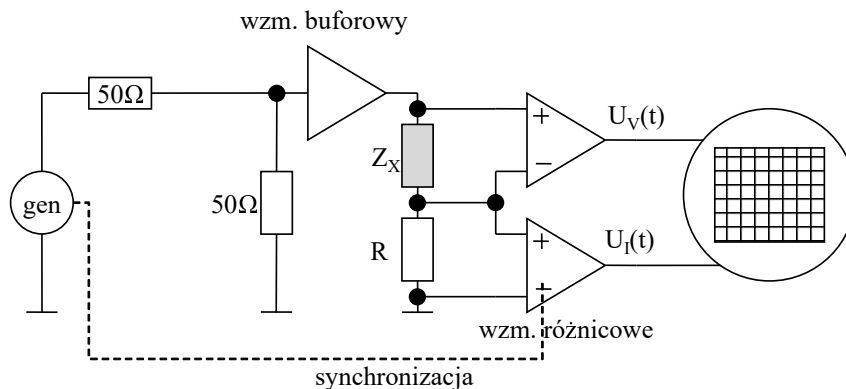 wzm. buforowy
50Ω
+
U_V(t)
−
Z_X
gen
50Ω
R
+
U_I(t)
−
wzm. różnicowe
synchronizacja